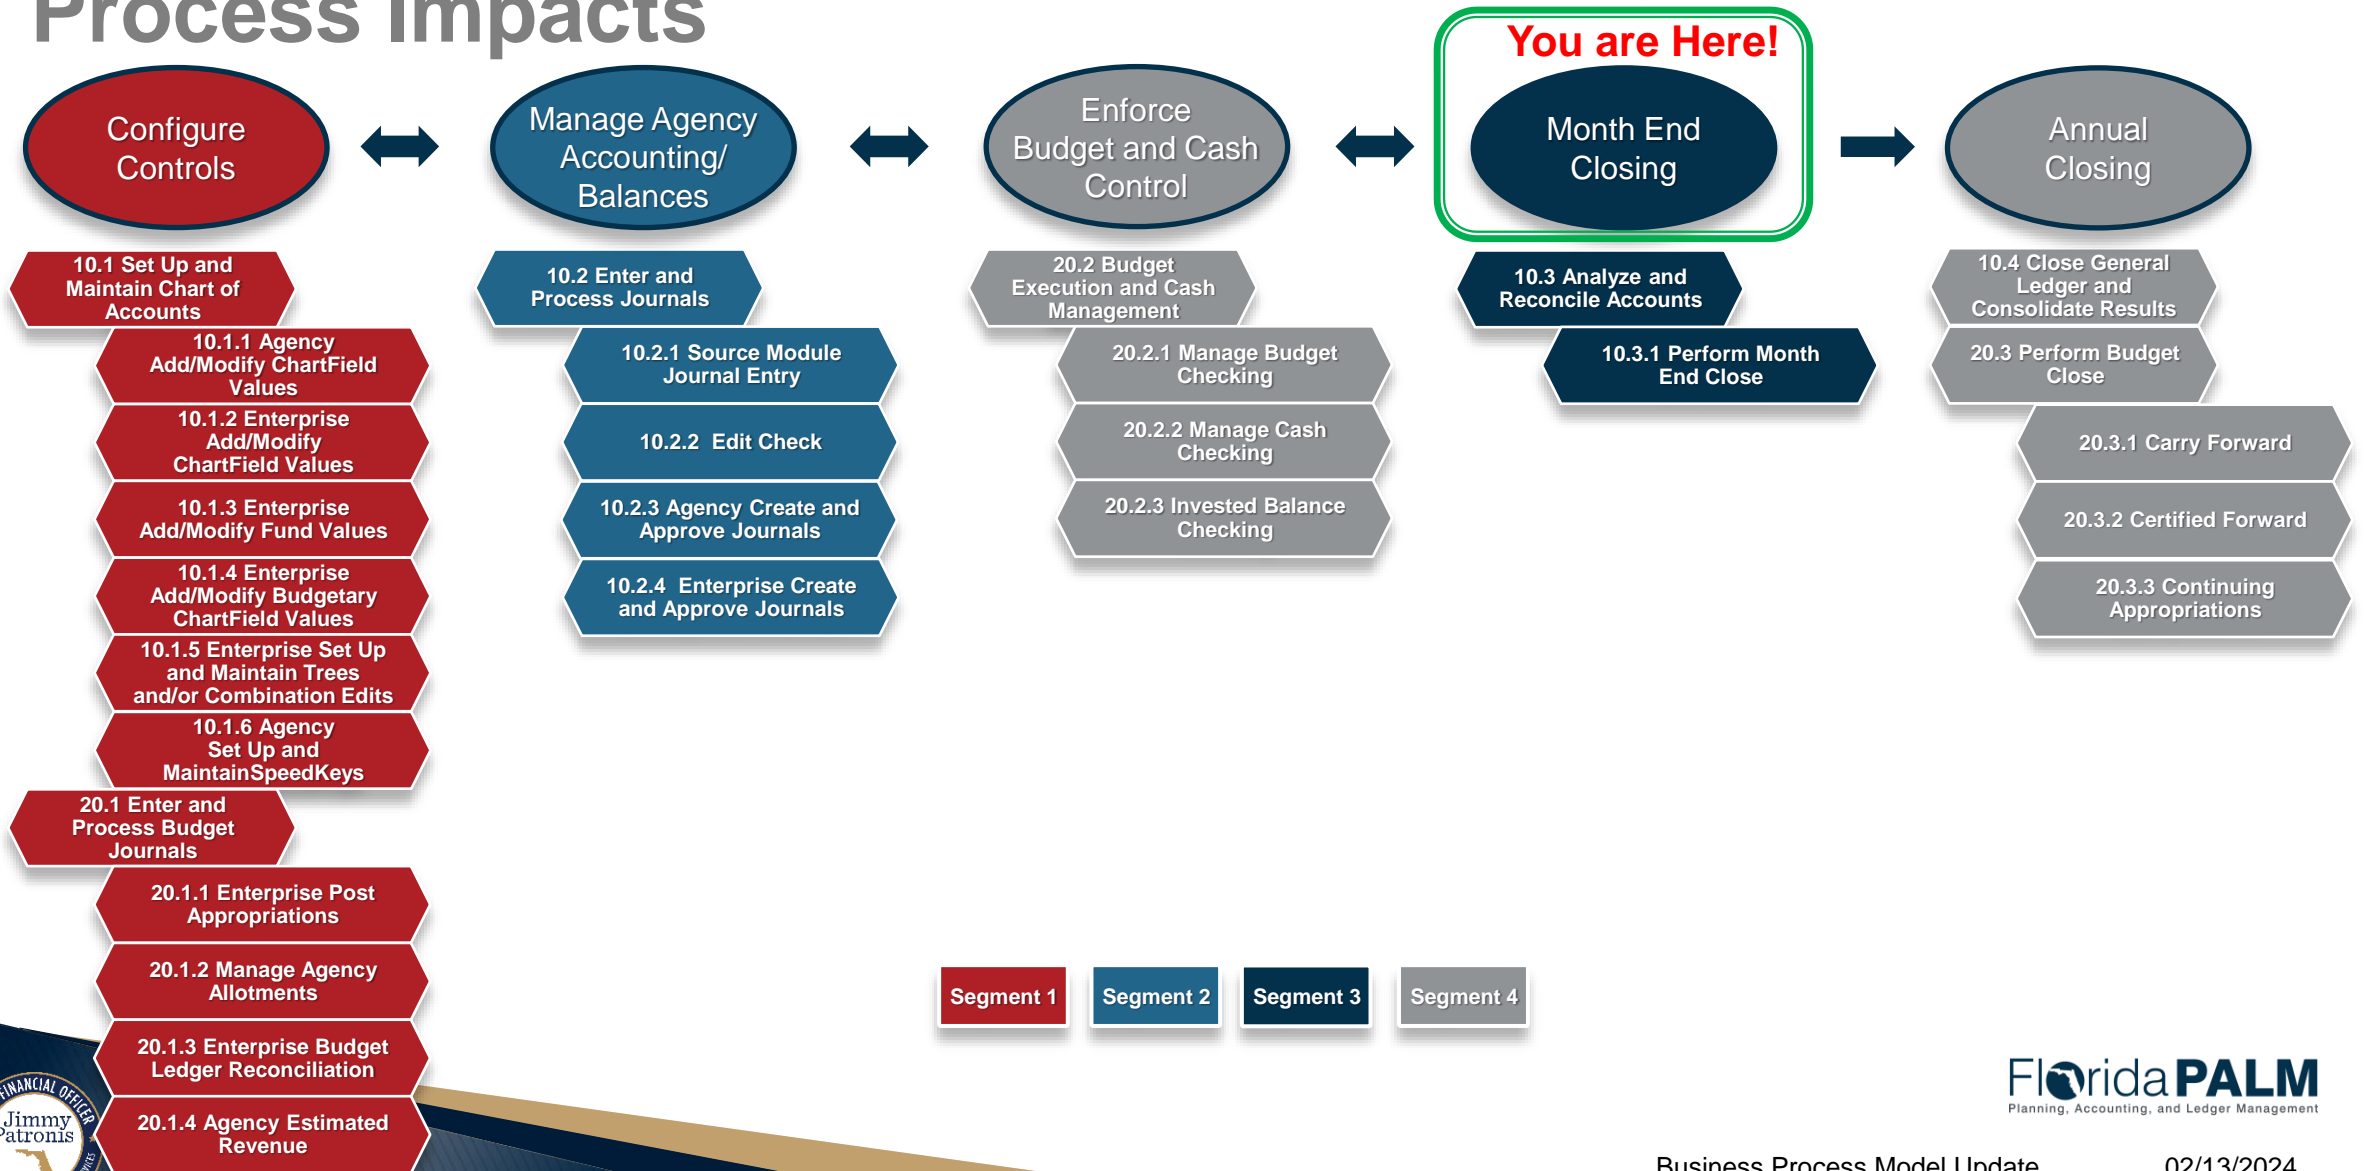 Process Impacts
You are Here!
Configure
Controls
Manage Agency
Accounting/
Balances
Enforce
Budget and Cash
Control
Month End
Closing
Annual
Closing
10.1 Set Up and
Maintain Chart of
Accounts
10.1.1 Agency
Add/Modify ChartField
Values
10.1.2 Enterprise
Add/Modify
ChartField Values
10.1.3 Enterprise
Add/Modify Fund Values
10.1.4 Enterprise
Add/Modify Budgetary
ChartField Values
10.1.5 Enterprise Set Up
and Maintain Trees
and/or Combination Edits
10.1.6 Agency
Set Up and
MaintainSpeedKeys
20.1 Enter and
Process Budget
Journals
20.1.1 Enterprise Post
Appropriations
20.1.2 Manage Agency
Allotments
20.1.3 Enterprise Budget
Ledger Reconciliation
20.1.4 Agency Estimated
Revenue
10.2 Enter and
Process Journals
10.2.1 Source Module
Journal Entry
10.2.2 Edit Check
10.2.3 Agency Create and
Approve Journals
10.2.4 Enterprise Create
and Approve Journals
20.2 Budget
Execution and Cash
Management
20.2.1 Manage Budget
Checking
20.2.2 Manage Cash
Checking
20.2.3 Invested Balance
Checking
10.3 Analyze and
Reconcile Accounts
10.3.1 Perform Month
End Close
10.4 Close General
Ledger and
Consolidate Results
20.3 Perform Budget
Close
20.3.1 Carry Forward
20.3.2 Certified Forward
20.3.3 Continuing
Appropriations
Segment 1
Segment 2
Segment 3
Segment 4
FINANCIAL OFFICER
Jimmy
Patronis
Florida PALM
Planning, Accounting, and Ledger Management
Business Process Model Update
02/13/2024